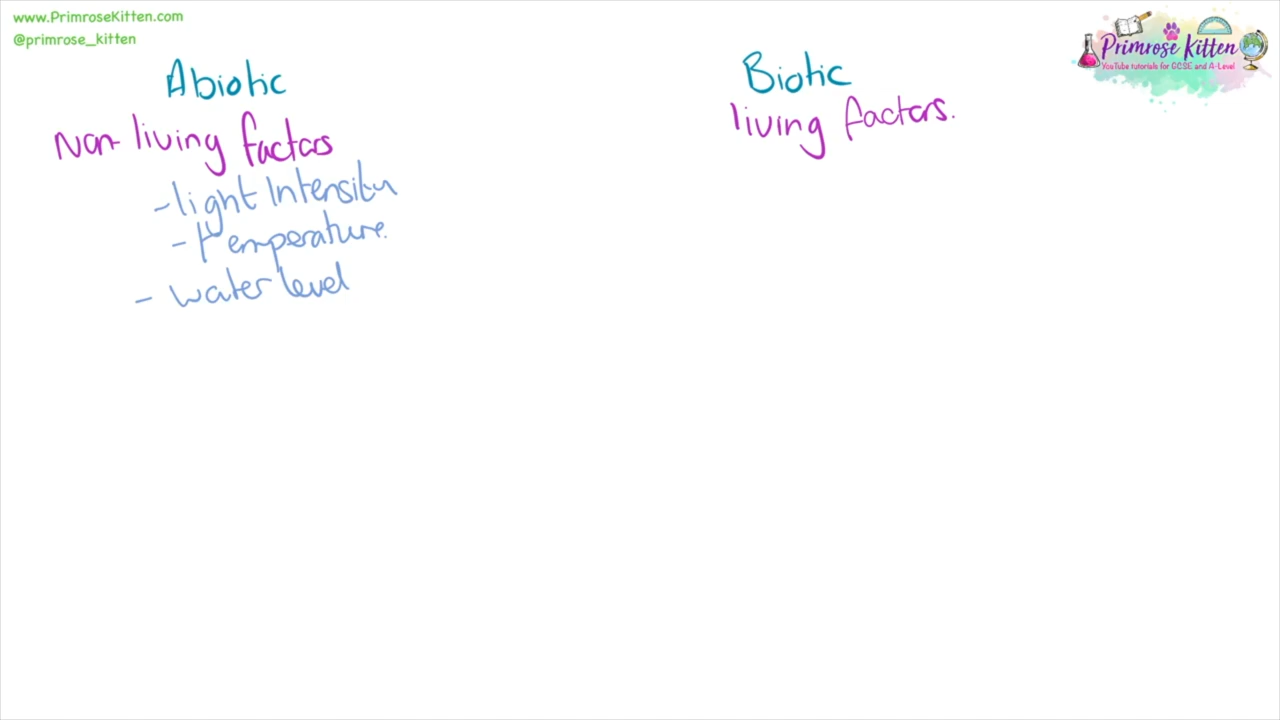 www.PrimroseKitten.com
@primrose_kitten
Primrose Kitten
YouTube tutorials for GCSE and A-Level
Abiotic
Non-living factors
- light Intensity
- temperature.
- water level
Biotic
living factors.